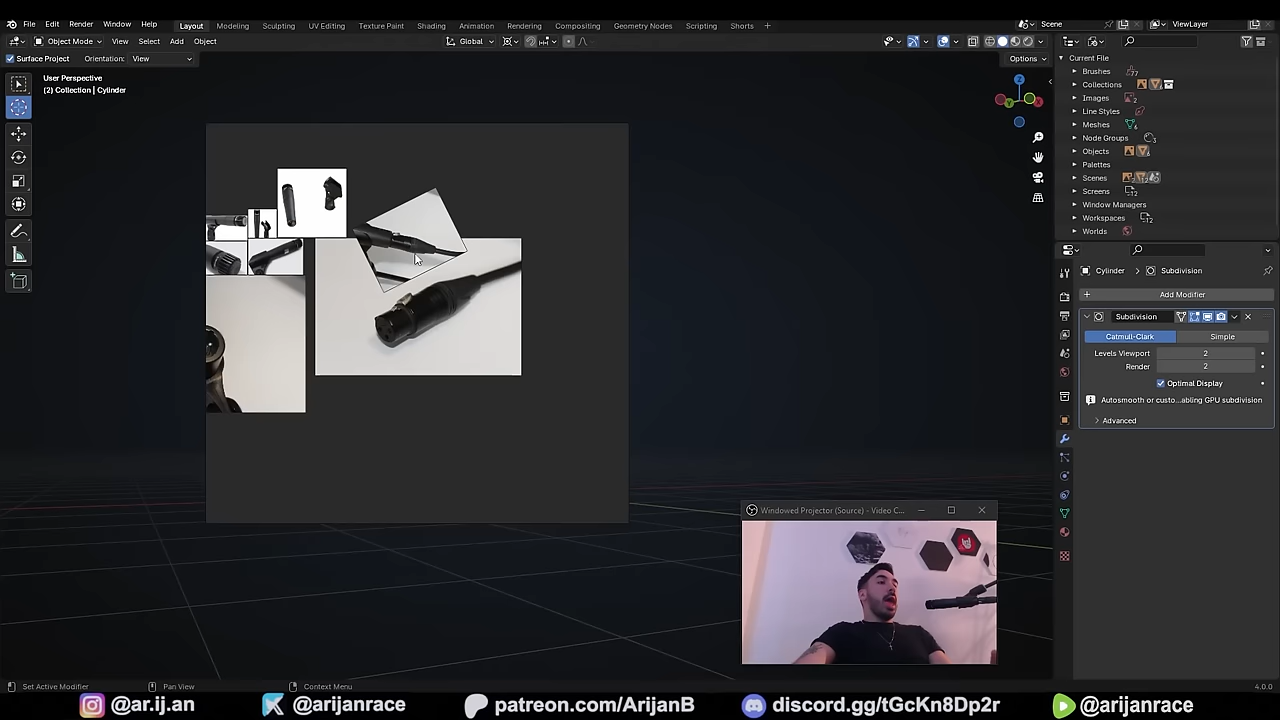 File Edit Render Window Help Layout Modeling Sculpting UV Editing Texture Paint Shading Animation Rendering Compositing Geometry Nodes Scripting Shorts + Scene ViewLayer
Object Mode View Select Add Object Global
Surface Project Orientation: View Options
User Perspective
(2) Collection | Cylinder
Current File
Brushes
Collections
Images
Line Styles
Meshes
Node Groups
Objects
Palettes
Scenes
Screens
Window Managers
Workspaces
Worlds
Cylinder > Subdivision
+ Add Modifier
Subdivision
Catmull-Clark Simple
Levels Viewport 2
Render 2
Optimal Display
Autosmooth or custo...abling GPU subdivision
Advanced
Windowed Projector (Source) - Video C...
Set Active Modifier Pan View Context Menu 4.0.0
@ar.ij.an @arijanrace patreon.com/ArijanB discord.gg/tGcKn8Dp2r @arijanrace